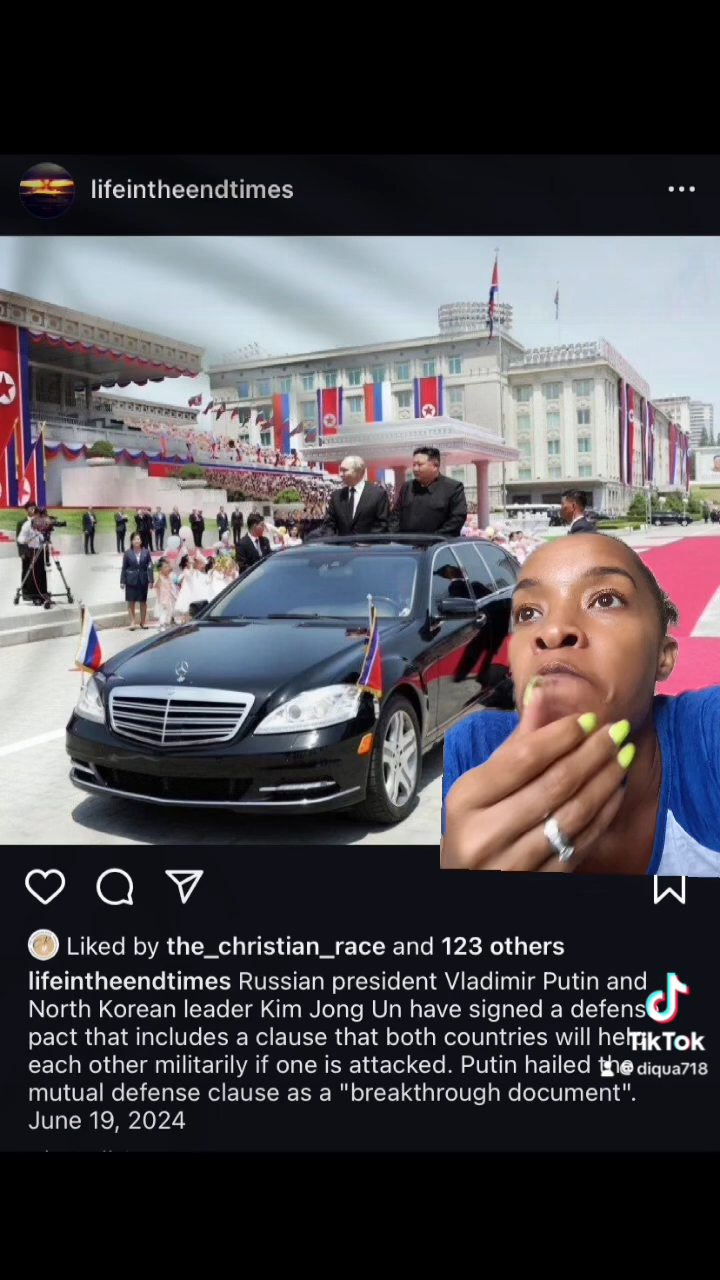 lifeintheendtimes
Liked by the_christian_race and 123 others
lifeintheendtimes Russian president Vladimir Putin and
North Korean leader Kim Jong Un have signed a defens
pact that includes a clause that both countries will help
each other militarily if one is attacked. Putin hailed the
mutual defense clause as a "breakthrough document".
June 19, 2024
TikTok
@diqua718